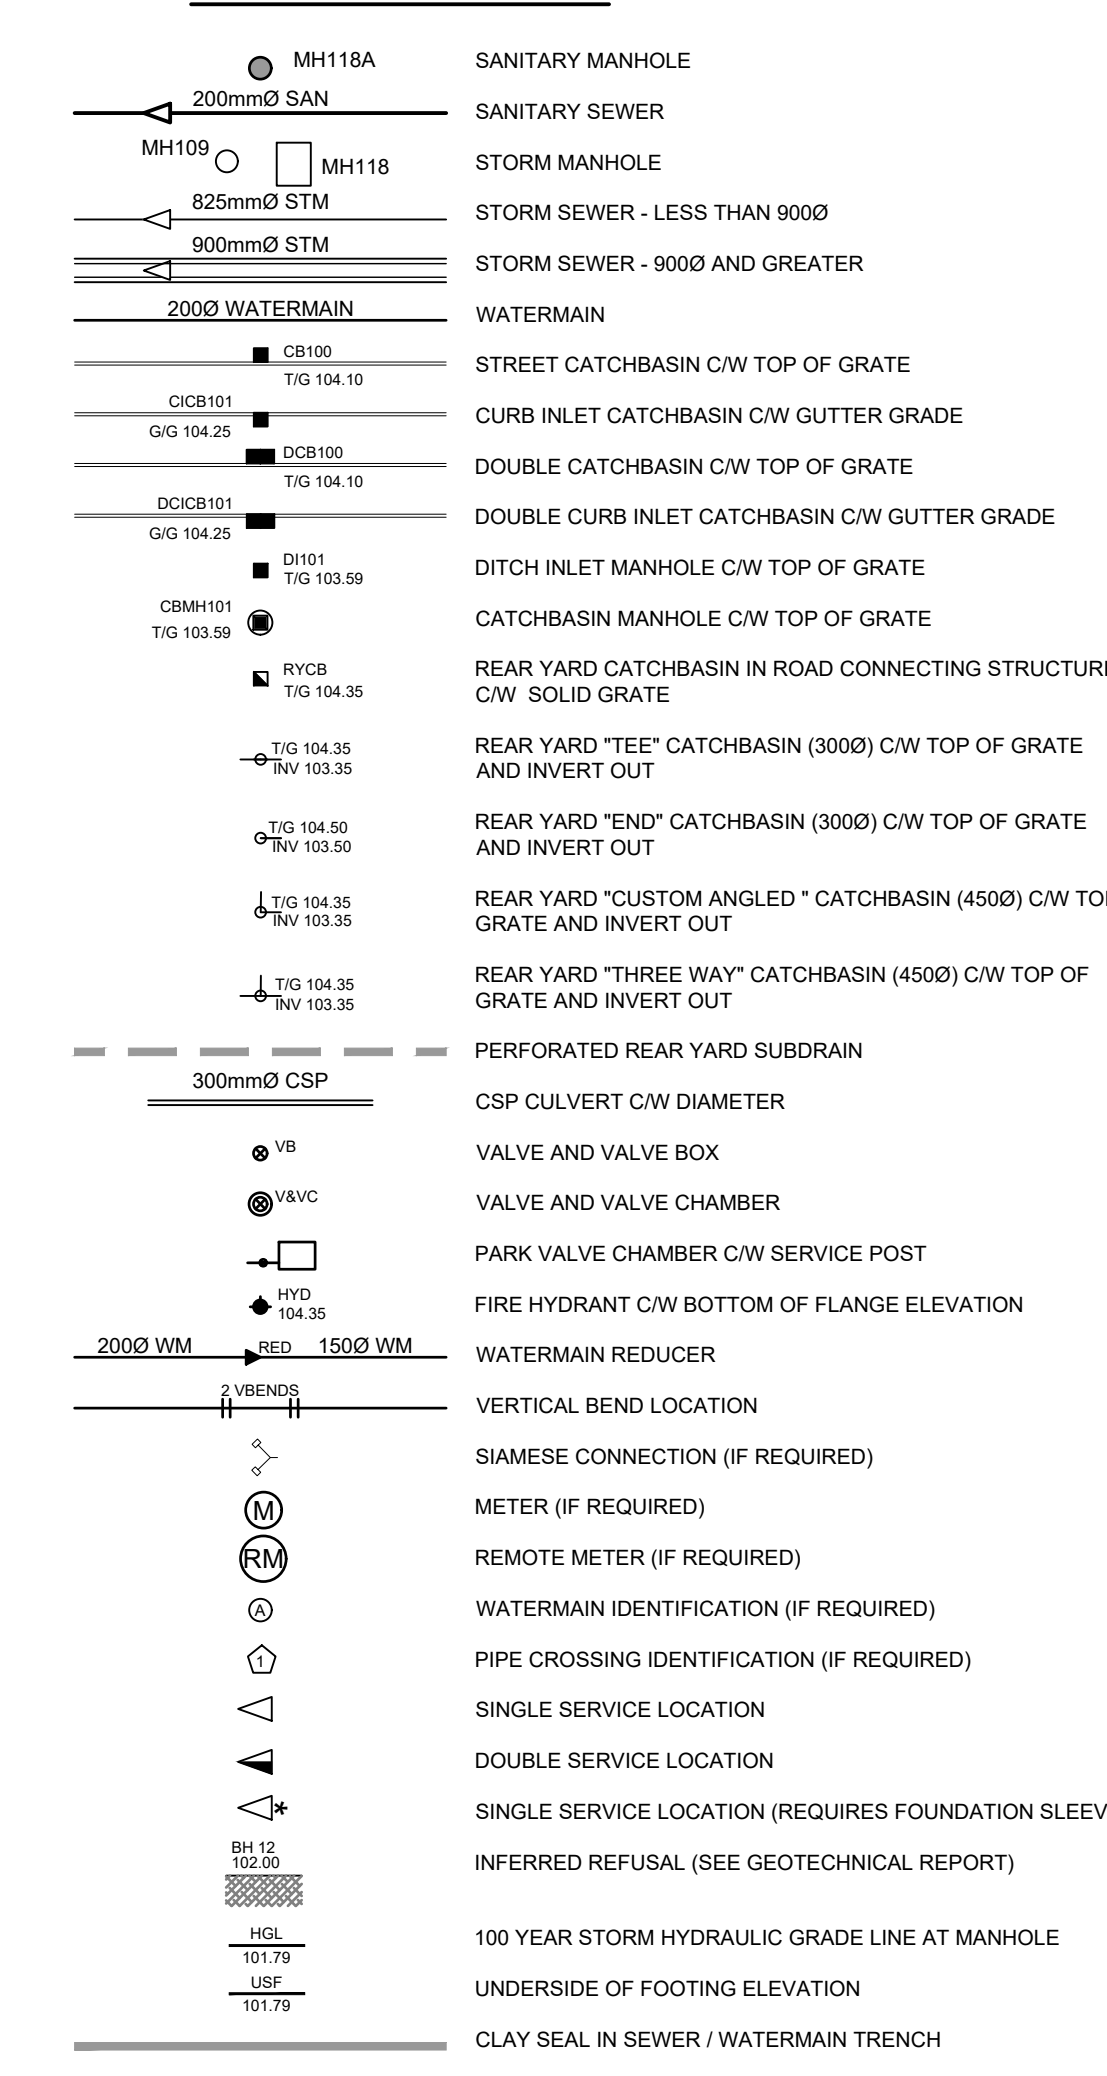 MH118A SANITARY MANHOLE
200mmØ SAN SANITARY SEWER
MH109 MH118 STORM MANHOLE
825mmØ STM STORM SEWER - LESS THAN 900Ø
900mmØ STM STORM SEWER - 900Ø AND GREATER
200Ø WATERMAIN WATERMAIN
CB100
T/G 104.10
STREET CATCHBASIN C/W TOP OF GRATE
CICB101
G/G 104.25
CURB INLET CATCHBASIN C/W GUTTER GRADE
DCB100
T/G 104.10
DOUBLE CATCHBASIN C/W TOP OF GRATE
DCICB101
G/G 104.25
DOUBLE CURB INLET CATCHBASIN C/W GUTTER GRADE
DI101
T/G 103.59
DITCH INLET MANHOLE C/W TOP OF GRATE
CBMH101
T/G 103.59
CATCHBASIN MANHOLE C/W TOP OF GRATE
RYCB
T/G 104.35
REAR YARD CATCHBASIN IN ROAD CONNECTING STRUCTURE
C/W SOLID GRATE
T/G 104.35
INV 103.35
REAR YARD "TEE" CATCHBASIN (300Ø) C/W TOP OF GRATE
AND INVERT OUT
T/G 104.50
INV 103.50
REAR YARD "END" CATCHBASIN (300Ø) C/W TOP OF GRATE
AND INVERT OUT
T/G 104.35
INV 103.35
REAR YARD "CUSTOM ANGLED " CATCHBASIN (450Ø) C/W TO
GRATE AND INVERT OUT
T/G 104.35
INV 103.35
REAR YARD "THREE WAY" CATCHBASIN (450Ø) C/W TOP OF
GRATE AND INVERT OUT
PERFORATED REAR YARD SUBDRAIN
300mmØ CSP CSP CULVERT C/W DIAMETER
VB VALVE AND VALVE BOX
V&VC VALVE AND VALVE CHAMBER
PARK VALVE CHAMBER C/W SERVICE POST
HYD
104.35
FIRE HYDRANT C/W BOTTOM OF FLANGE ELEVATION
200Ø WM RED 150Ø WM WATERMAIN REDUCER
2 VBENDS VERTICAL BEND LOCATION
SIAMESE CONNECTION (IF REQUIRED)
M METER (IF REQUIRED)
RM REMOTE METER (IF REQUIRED)
A WATERMAIN IDENTIFICATION (IF REQUIRED)
1 PIPE CROSSING IDENTIFICATION (IF REQUIRED)
SINGLE SERVICE LOCATION
DOUBLE SERVICE LOCATION
* SINGLE SERVICE LOCATION (REQUIRES FOUNDATION SLEEV
BH 12
102.00
INFERRED REFUSAL (SEE GEOTECHNICAL REPORT)
HGL
101.79
100 YEAR STORM HYDRAULIC GRADE LINE AT MANHOLE
USF
101.79
UNDERSIDE OF FOOTING ELEVATION
CLAY SEAL IN SEWER / WATERMAIN TRENCH